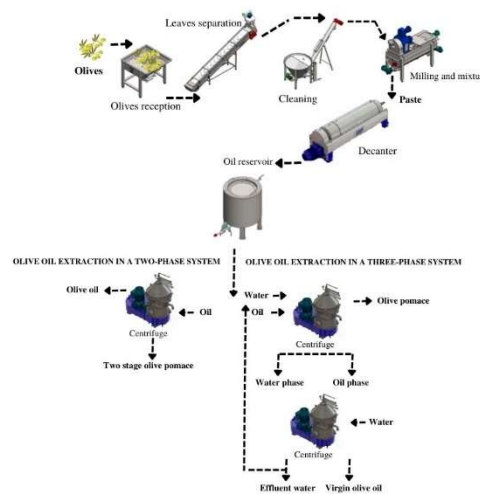 Leaves separation
Olives
Olives reception
Cleaning
Milling and mixtu
Paste
Decanter
Oil reservoir
OLIVE OIL EXTRACTION IN A TWO-PHASE SYSTEM
OLIVE OIL EXTRACTION IN A THREE-PHASE SYSTEM
Olive oil
Oil
Centrifuge
Two stage olive pomace
Water
Oil
Olive pomace
Centrifuge
Water phase
Oil phase
Water
Centrifuge
Effluent water
Virgin olive oil